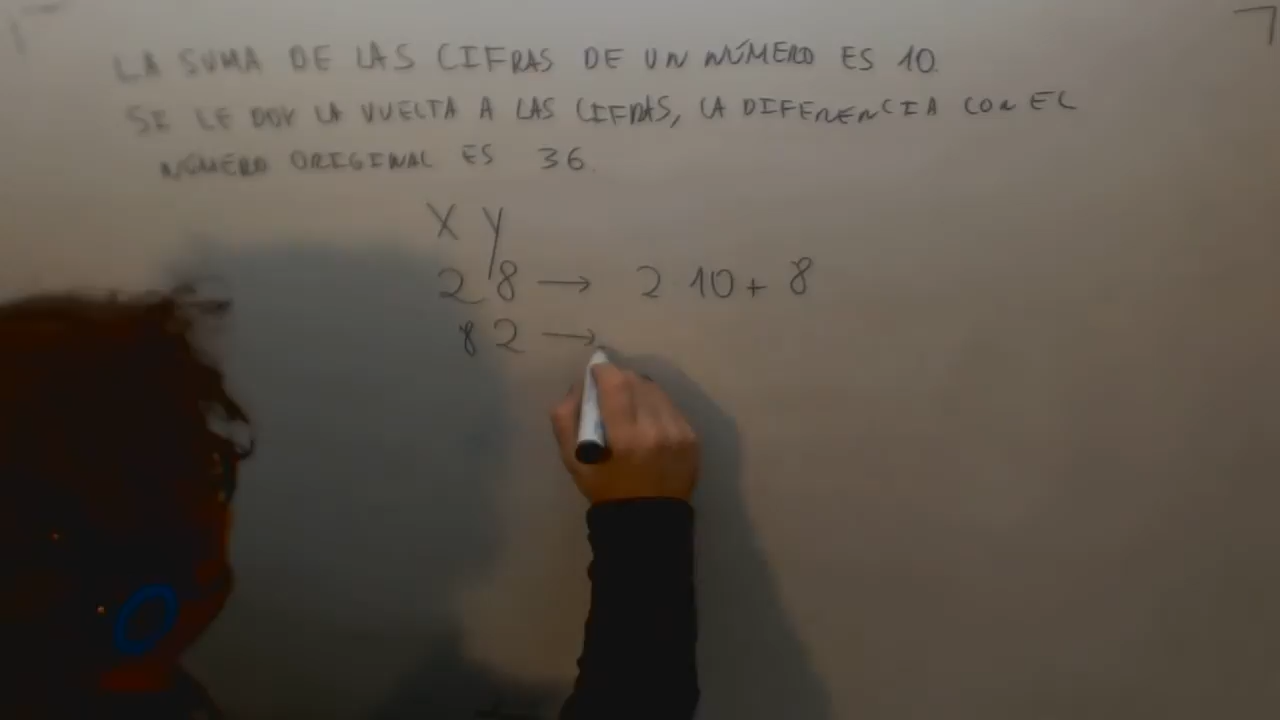 LA SUMA DE LAS CIFRAS DE UN NÚMERO ES 10.
SI LE DOY LA VUELTA A LAS CIFRAS, LA DIFERENCIA CON EL
NÚMERO ORIGINAL ES 36.
X Y
2 8 → 2 10 + 8
8 2 →